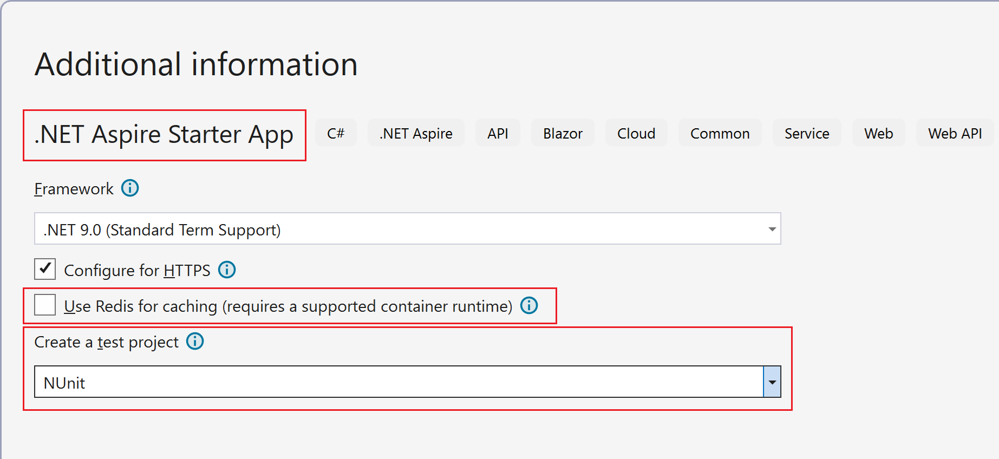 Additional information
.NET Aspire Starter App C# .NET Aspire API Blazor Cloud Common Service Web Web API
Framework
.NET 9.0 (Standard Term Support)
Configure for HTTPS
Use Redis for caching (requires a supported container runtime)
Create a test project
NUnit